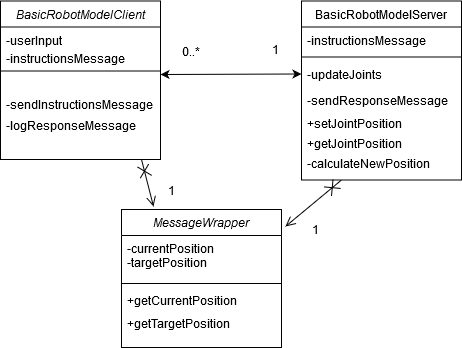 BasicRobotModelClient
-userInput
-instructionsMessage
-sendInstructionsMessage
-logResponseMessage
0..*
1
BasicRobotModelServer
-instructionsMessage
-updateJoints
-sendResponseMessage
+setJointPosition
+getJointPosition
-calculateNewPosition
1
1
MessageWrapper
-currentPosition
-targetPosition
+getCurrentPosition
+getTargetPosition